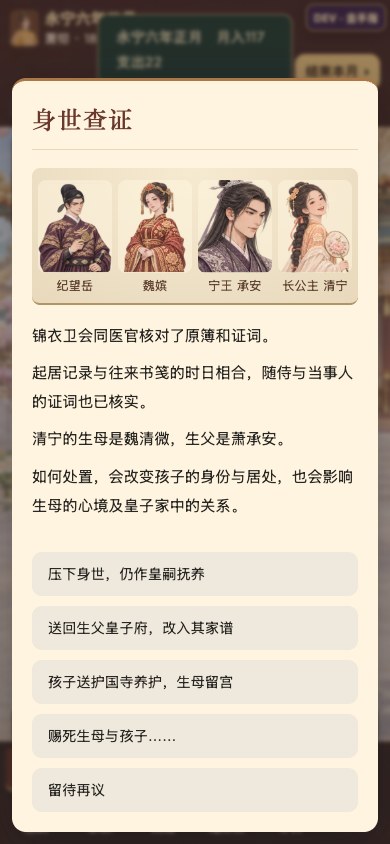 永宁六年正月 月入117
支出22
DEV
结束本月 ›
身世查证
纪望岳
魏嫔
宁王 承安
长公主 清宁
锦衣卫会同医官核对了原簿和证词。
起居记录与往来书笺的时日相合，随侍与当事人
的证词也已核实。
清宁的生母是魏清微，生父是萧承安。
如何处置，会改变孩子的身份与居处，也会影响
生母的心境及皇子家中的关系。
压下身世，仍作皇嗣抚养
送回生父皇子府，改入其家谱
孩子送护国寺养护，生母留宫
赐死生母与孩子……
留待再议